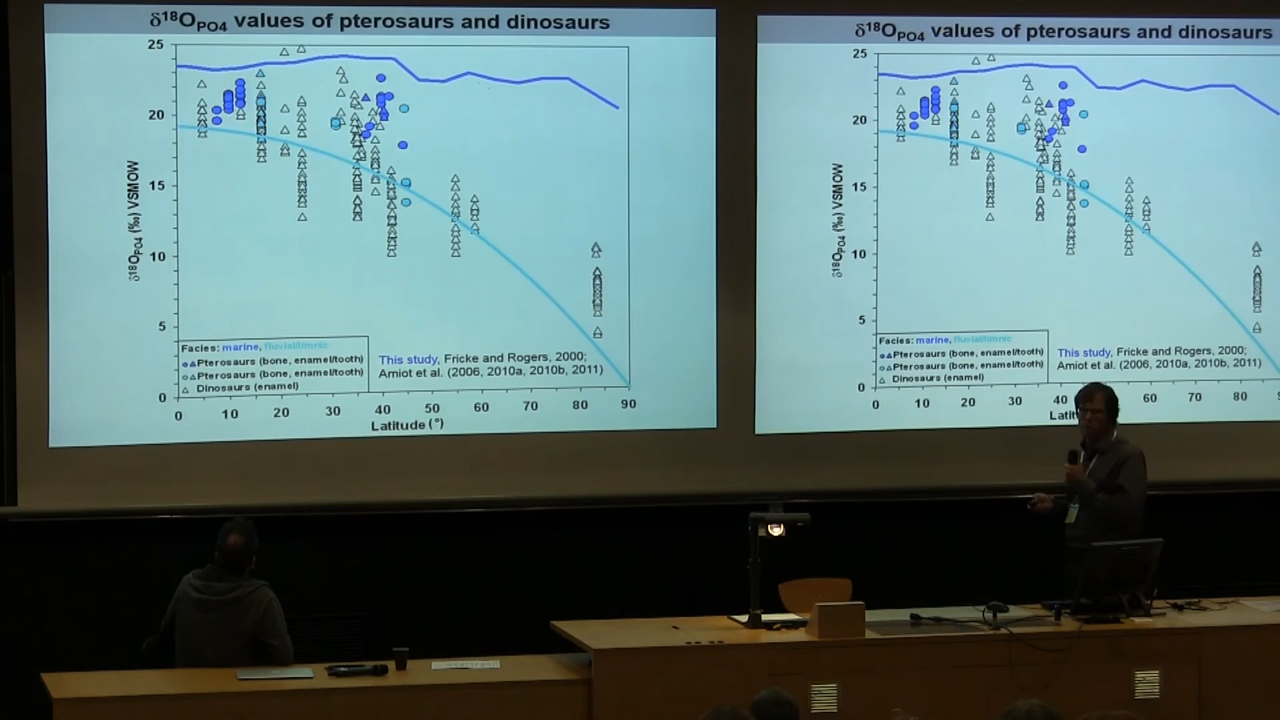 δ18OPO4 values of pterosaurs and dinosaurs
25
20
15
10
5
0
δ18OPO4 (‰) VSMOW
Facies: marine, fluvial/limnic
Pterosaurs (bone, enamel/tooth)
Pterosaurs (bone, enamel/tooth)
Dinosaurs (enamel)
This study, Fricke and Rogers, 2000;
Amiot et al. (2006, 2010a, 2010b, 2011)
0 10 20 30 40 50 60 70 80 90
Latitude (°)
δ18OPO4 values of pterosaurs and dinosaurs
25
20
15
10
5
0
δ18OPO4 (‰) VSMOW
Facies: marine, fluvial/limnic
Pterosaurs (bone, enamel/tooth)
Pterosaurs (bone, enamel/tooth)
Dinosaurs (enamel)
This study, Fricke and Rogers, 2000;
Amiot et al. (2006, 2010a, 2010b, 2011)
0 10 20 30 40 60 70 80
Lati